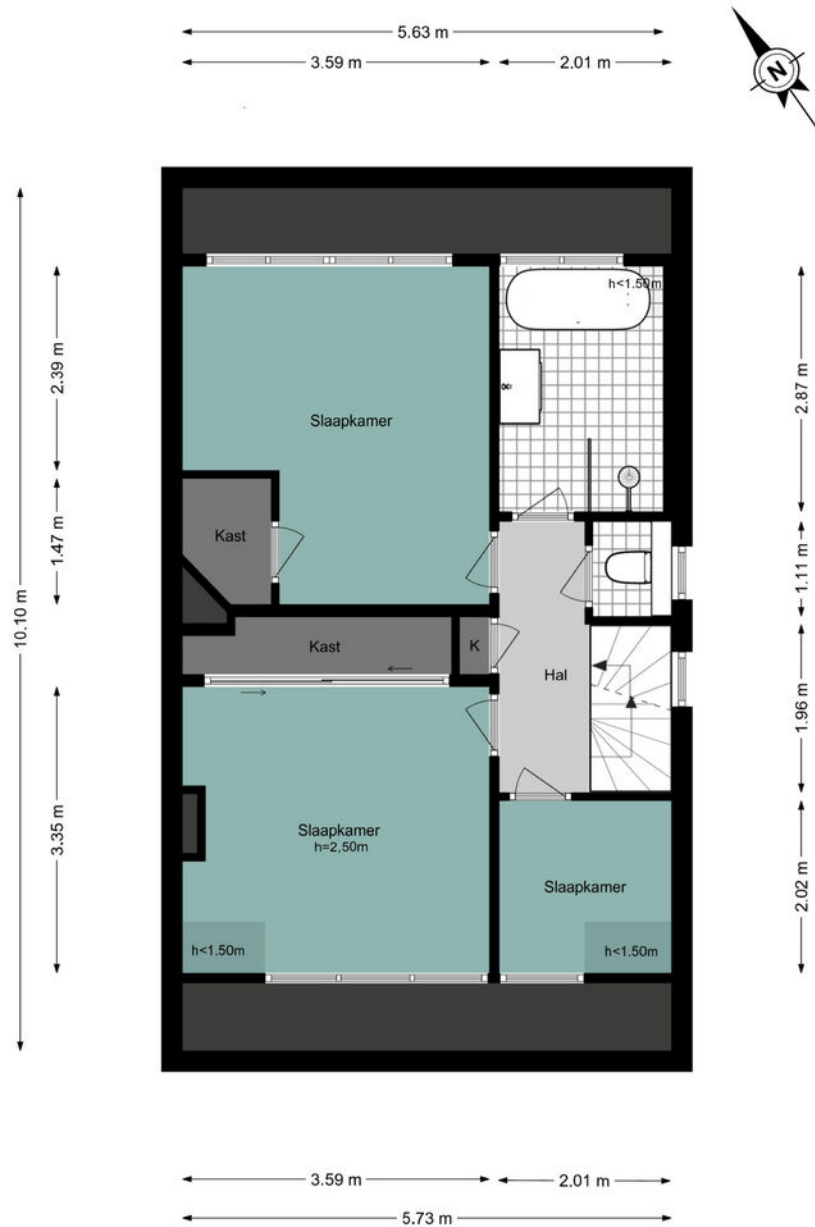 5.63 m
3.59 m
2.01 m
N
h<1.50m
2.39 m
2.87 m
Slaapkamer
Kast
1.47 m
1.11 m
10.10 m
Kast
K
Hal
1.96 m
3.35 m
Slaapkamer
h=2,50m
Slaapkamer
2.02 m
h<1.50m
h<1.50m
3.59 m
2.01 m
5.73 m